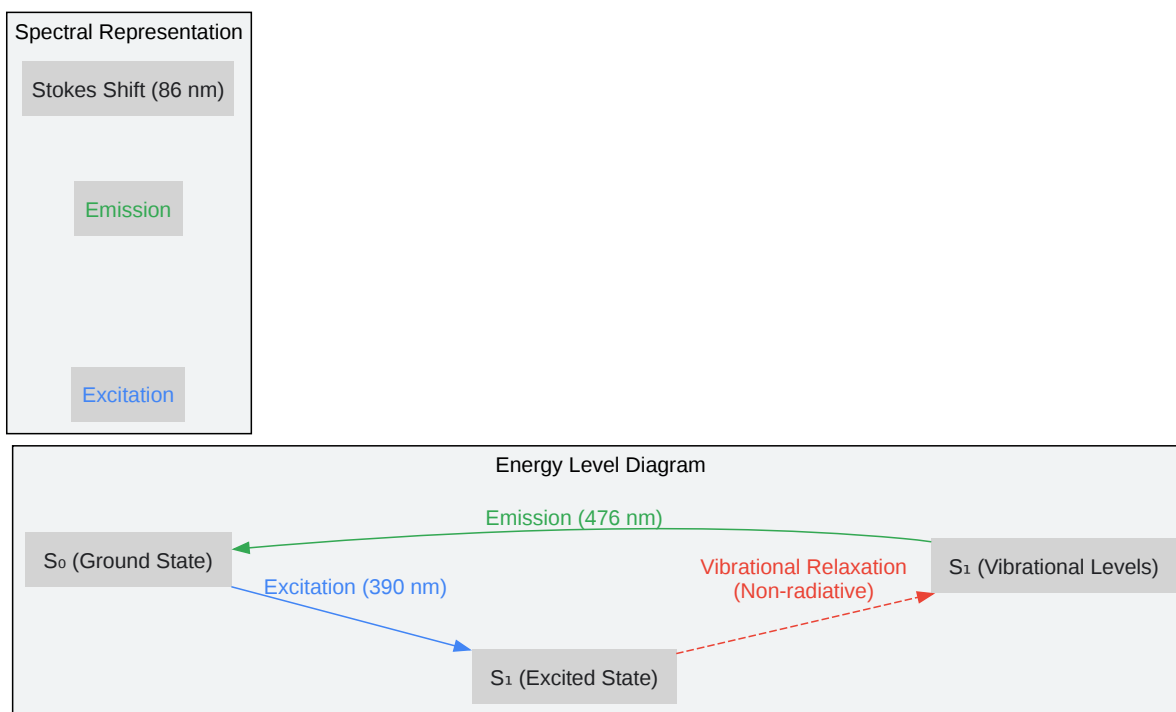 Spectral Representation
Stokes Shift (86 nm)
Emission
Excitation
Energy Level Diagram
Emission (476 nm)
S₀ (Ground State)
Excitation (390 nm)
Vibrational Relaxation
(Non-radiative)
S₁ (Vibrational Levels)
S₁ (Excited State)